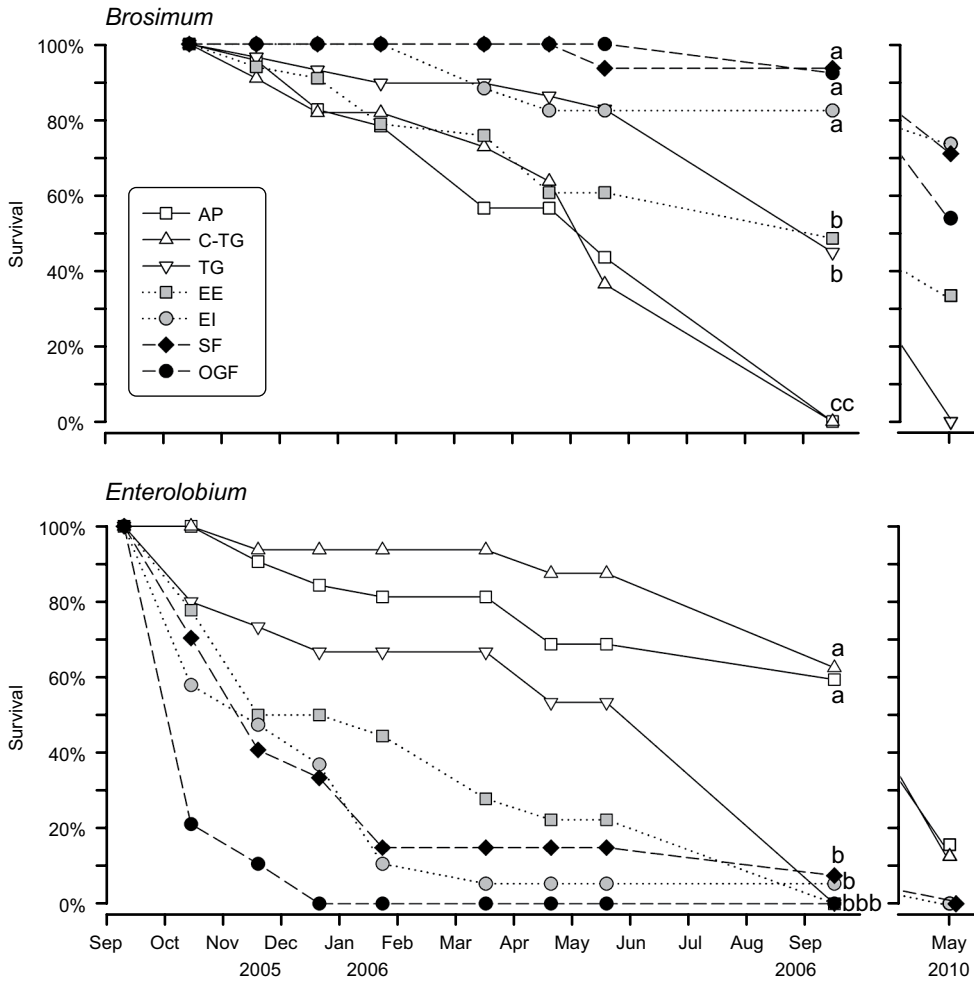 Brosimum
100%
80%
60%
40%
20%
0%
Survival
AP
C-TG
TG
EE
EI
SF
OGF
a
a
a
b
b
cc
Enterolobium
100%
80%
60%
40%
20%
0%
Survival
a
a
b
b
bbb
Sep Oct Nov Dec Jan Feb Mar Apr May Jun Jul Aug Sep May
2005 2006 2006 2010